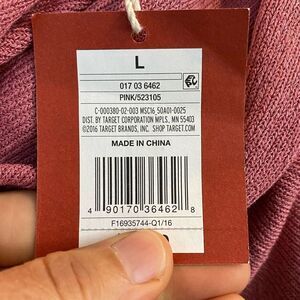 L
017 03 6462
PINK/523105
C-000380-02-003 MSC16_50A01-0025
DIST. BY TARGET CORPORATION MPLS, MN 55403
©2016 TARGET BRANDS, INC. SHOP TARGET.COM
MADE IN CHINA
4 90170 36462 8
F16935744-Q1/16